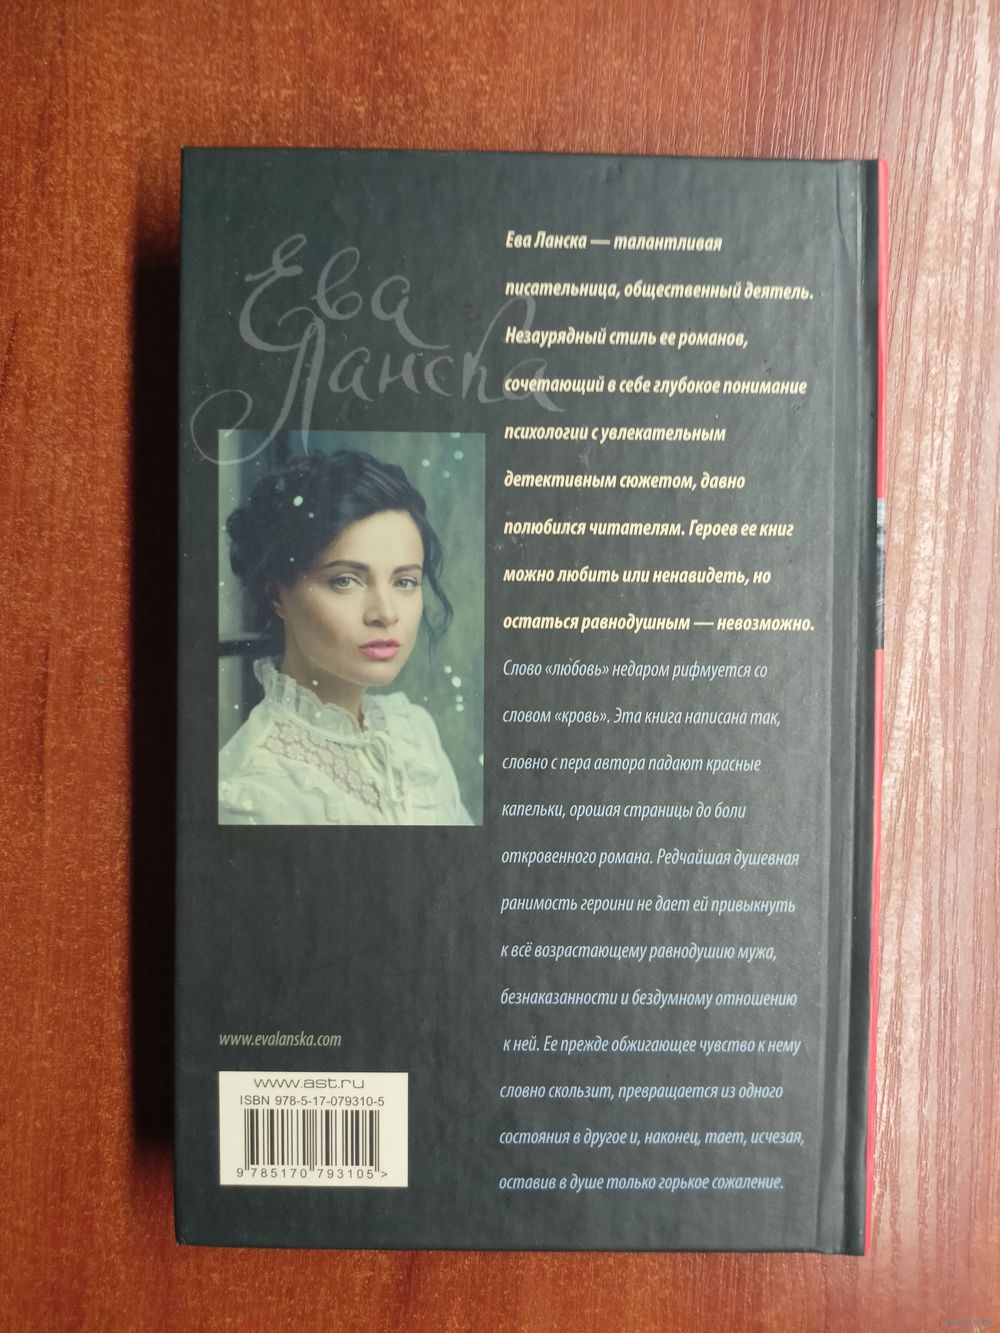 Ева
Ланска
Ева Ланска — талантливая
писательница, общественный деятель.
Незаурядный стиль ее романов,
сочетающий в себе глубокое понимание
психологии с увлекательным
детективным сюжетом, давно
полюбился читателям. Героев ее книг
можно любить или ненавидеть, но
остаться равнодушным — невозможно.
Слово «любовь» недаром рифмуется со
словом «кровь». Эта книга написана так,
словно с пера автора падают красные
капельки, орошая страницы до боли
откровенного романа. Редчайшая душевная
ранимость героини не дает ей привыкнуть
к всё возрастающему равнодушию мужа,
безнаказанности и бездумному отношению
к ней. Ее прежде обжигающее чувство к нему
словно скользит, превращается из одного
состояния в другое и, наконец, тает, исчезая,
оставив в душе только горькое сожаление.
www.evalanska.com
www.ast.ru
ISBN 978-5-17-079310-5
9 785170 793105 >